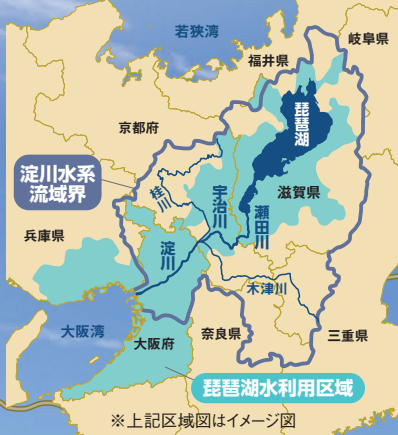 若狭湾
岐阜県
福井県
琵琶湖
京都府
淀川水系
流域界
桂川
宇治川
滋賀県
瀬田川
兵庫県
淀川
木津川
大阪湾
大阪府
奈良県
三重県
琵琶湖水利用区域
※上記区域図はイメージ図